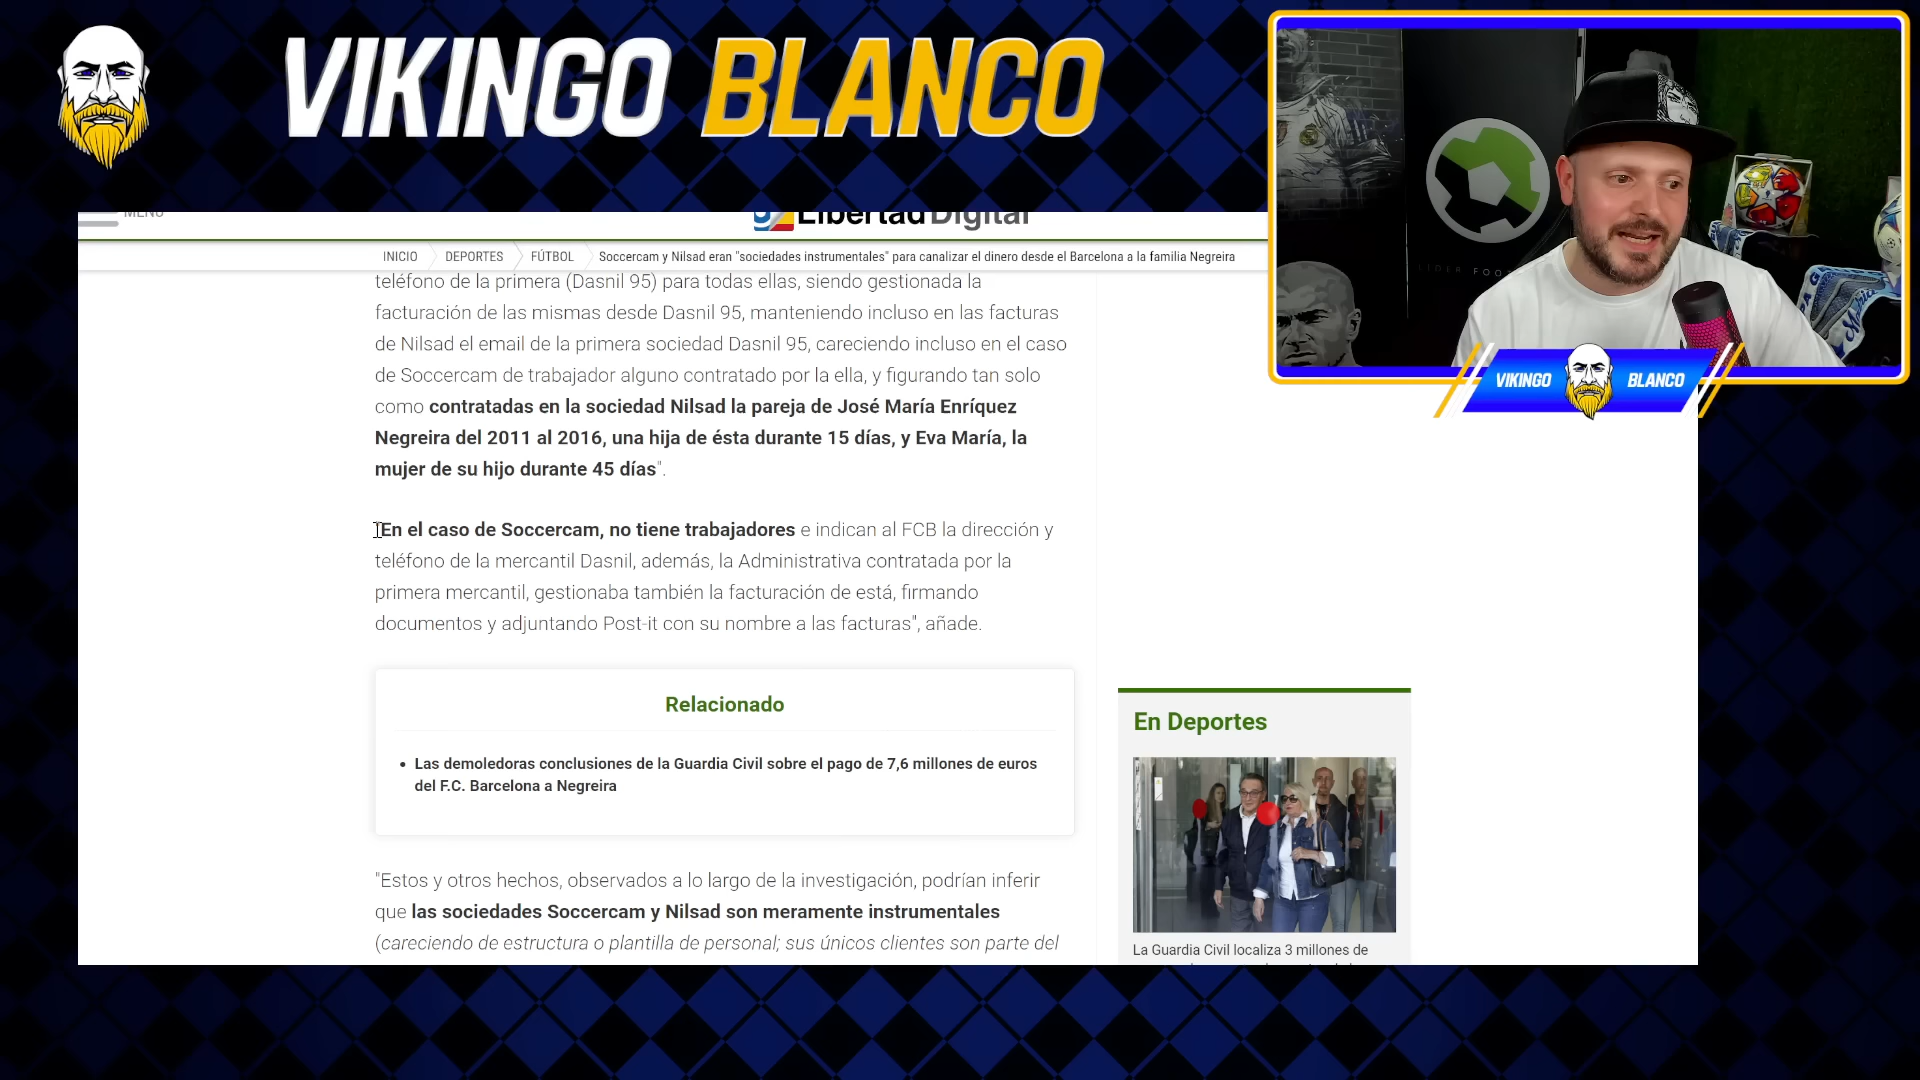 VIKINGO BLANCO
MENÚ
Libertad Digital
INICIO
DEPORTES
FÚTBOL
Soccercam y Nilsad eran "sociedades instrumentales" para canalizar el dinero desde el Barcelona a la familia Negreira
teléfono de la primera (Dasnil 95) para todas ellas, siendo gestionada la
facturación de las mismas desde Dasnil 95, manteniendo incluso en las facturas
de Nilsad el email de la primera sociedad Dasnil 95, careciendo incluso en el caso
de Soccercam de trabajador alguno contratado por la ella, y figurando tan solo
como contratadas en la sociedad Nilsad la pareja de José María Enríquez
Negreira del 2011 al 2016, una hija de ésta durante 15 días, y Eva María, la
mujer de su hijo durante 45 días".
"En el caso de Soccercam, no tiene trabajadores e indican al FCB la dirección y
teléfono de la mercantil Dasnil, además, la Administrativa contratada por la
primera mercantil, gestionaba también la facturación de está, firmando
documentos y adjuntando Post-it con su nombre a las facturas", añade.
Relacionado
• Las demoledoras conclusiones de la Guardia Civil sobre el pago de 7,6 millones de euros
del F.C. Barcelona a Negreira
"Estos y otros hechos, observados a lo largo de la investigación, podrían inferir
que las sociedades Soccercam y Nilsad son meramente instrumentales
(careciendo de estructura o plantilla de personal; sus únicos clientes son parte del
VIKINGO BLANCO
En Deportes
La Guardia Civil localiza 3 millones de